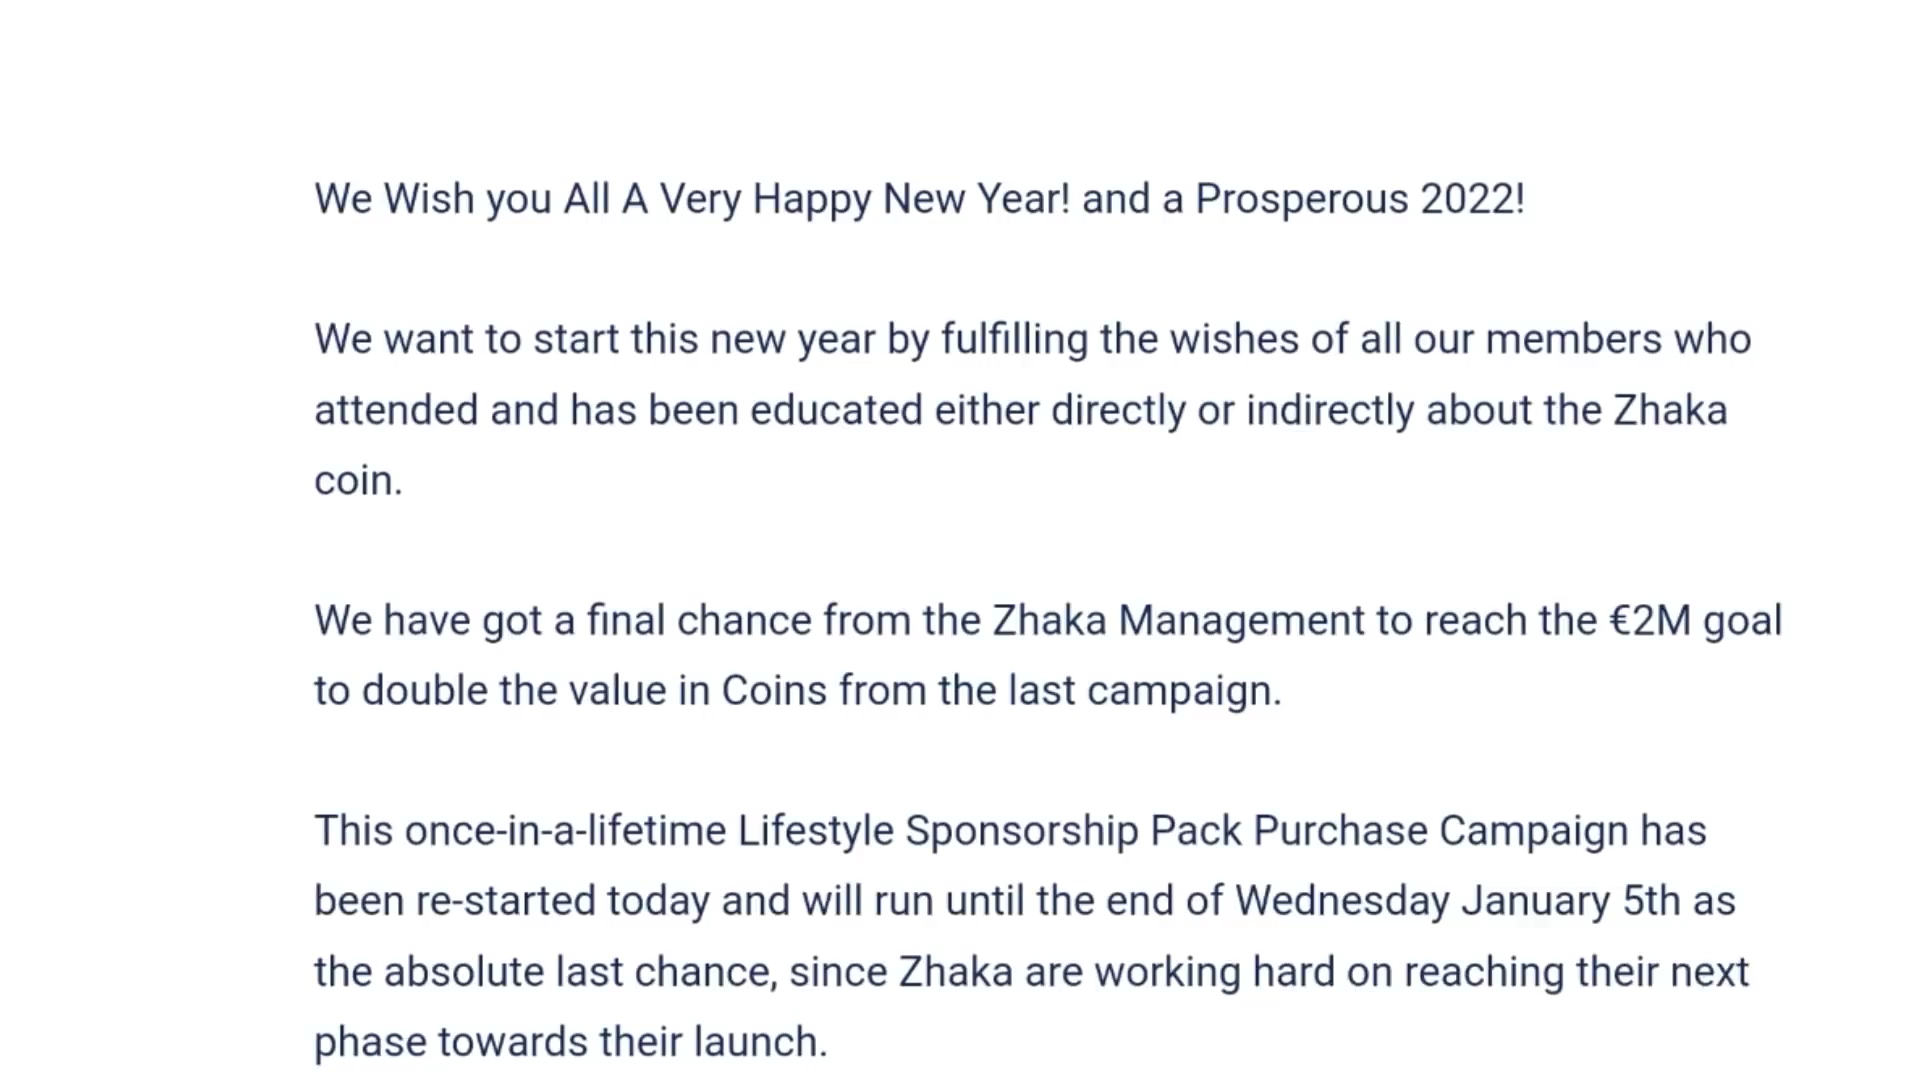 We Wish you All A Very Happy New Year! and a Prosperous 2022!
We want to start this new year by fulfilling the wishes of all our members who
attended and has been educated either directly or indirectly about the Zhaka
coin.
We have got a final chance from the Zhaka Management to reach the €2M goal
to double the value in Coins from the last campaign.
This once-in-a-lifetime Lifestyle Sponsorship Pack Purchase Campaign has
been re-started today and will run until the end of Wednesday January 5th as
the absolute last chance, since Zhaka are working hard on reaching their next
phase towards their launch.